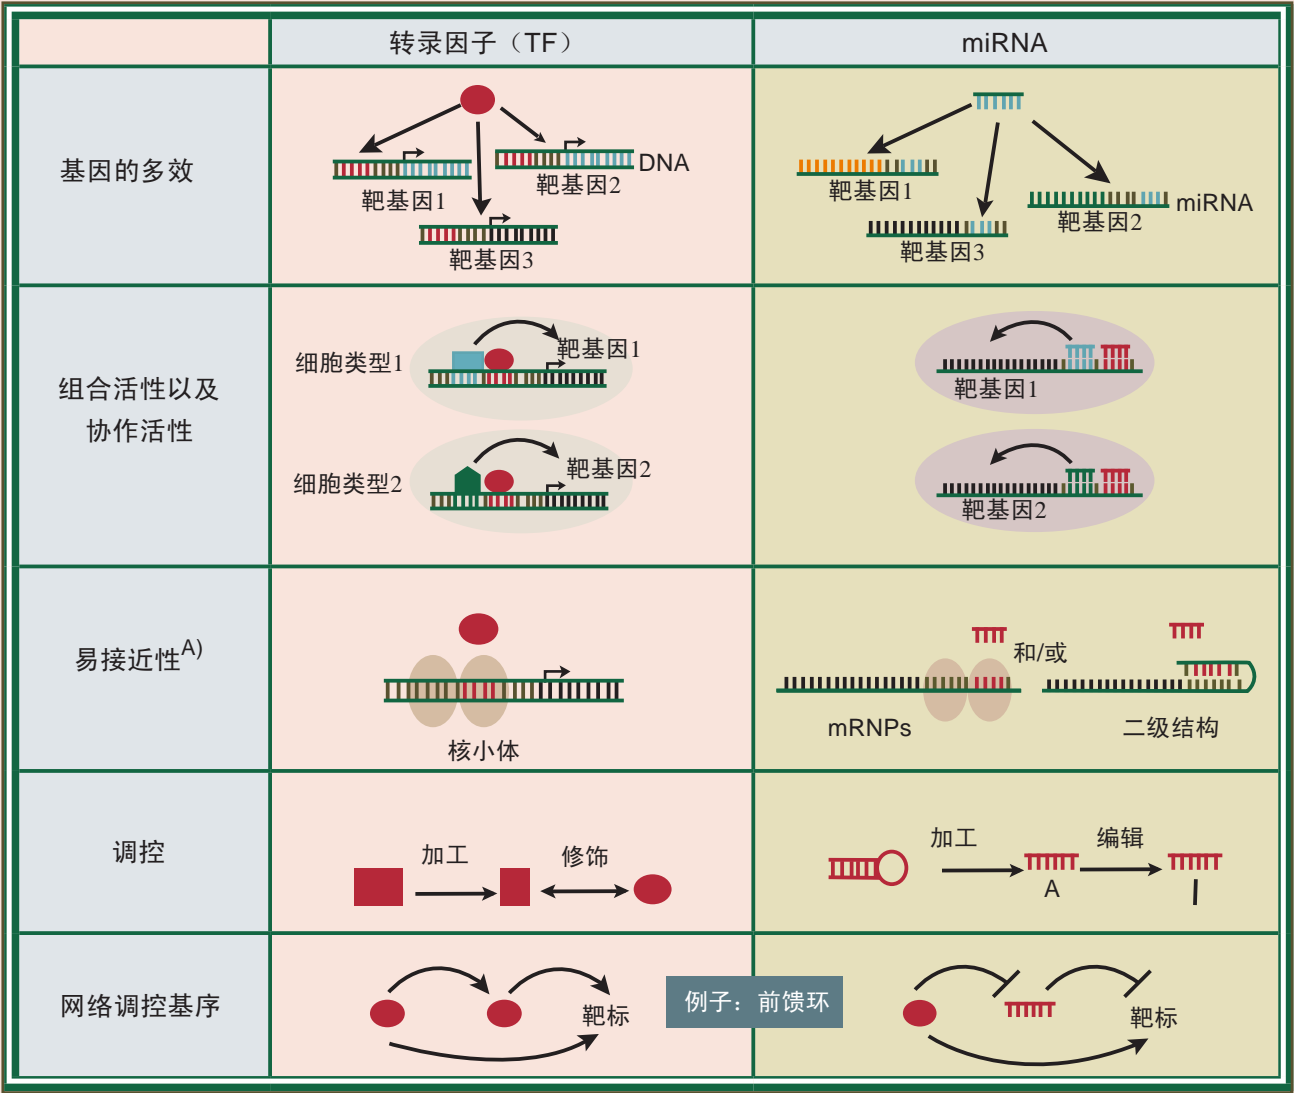 转录因子（TF）
miRNA
基因的多效
靶基因1
靶基因2
DNA
靶基因3
靶基因1
靶基因2
miRNA
靶基因3
组合活性以及
协作活性
细胞类型1
靶基因1
细胞类型2
靶基因2
靶基因1
靶基因2
易接近性A)
核小体
和/或
mRNPs
二级结构
调控
加工
修饰
加工
编辑
A
I
网络调控基序
靶标
例子：前馈环
靶标